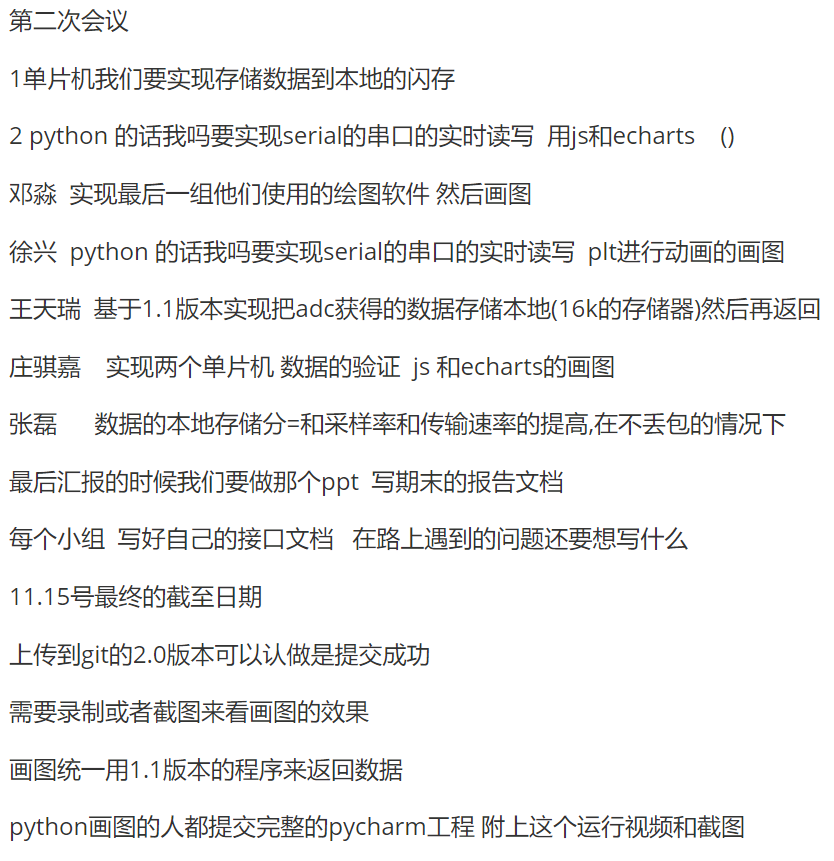 第二次会议
1单片机我们要实现存储数据到本地的闪存
2 python 的话我吗要实现serial的串口的实时读写  用js和echarts    ()
邓淼  实现最后一组他们使用的绘图软件 然后画图
徐兴  python 的话我吗要实现serial的串口的实时读写  plt进行动画的画图
王天瑞  基于1.1版本实现把adc获得的数据存储本地(16k的存储器)然后再返回
庄骐嘉    实现两个单片机 数据的验证  js 和echarts的画图
张磊      数据的本地存储分=和采样率和传输速率的提高,在不丢包的情况下
最后汇报的时候我们要做那个ppt  写期末的报告文档
每个小组  写好自己的接口文档   在路上遇到的问题还要想写什么
11.15号最终的截至日期
上传到git的2.0版本可以认做是提交成功
需要录制或者截图来看画图的效果
画图统一用1.1版本的程序来返回数据
python画图的人都提交完整的pycharm工程 附上这个运行视频和截图